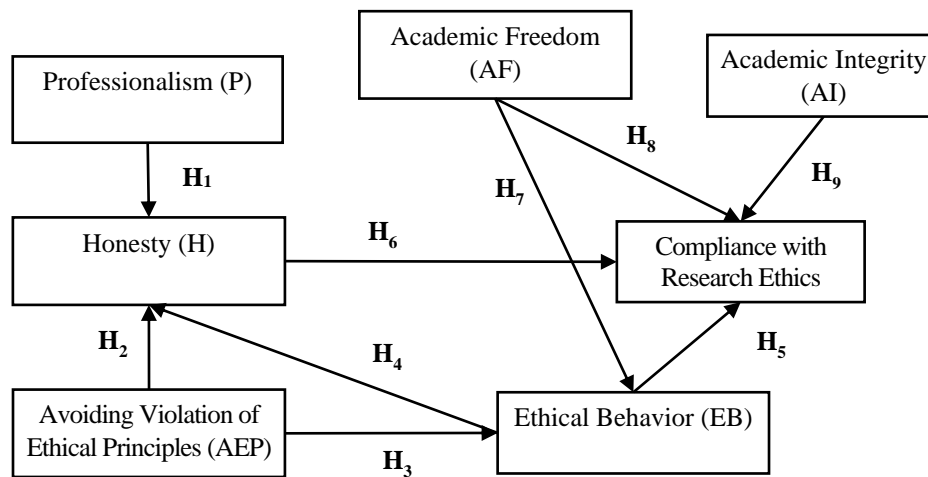 Academic Freedom
(AF)
Professionalism (P)
Academic Integrity
(AI)
H8
H1
H7
H9
Honesty (H)
H6
Compliance with
Research Ethics
H2
H4
H5
Avoiding Violation of
Ethical Principles (AEP)
Ethical Behavior (EB)
H3